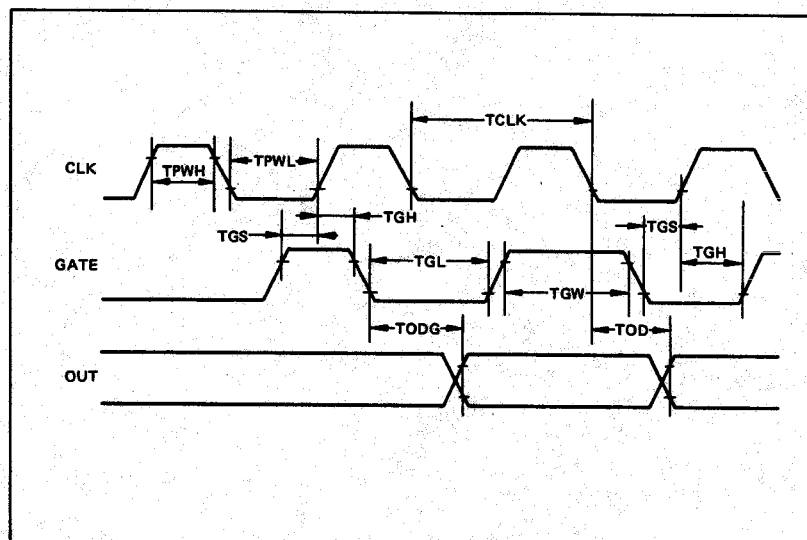 TCLK
CLK
TPWH
TPWL
TGH
TGS
TGS
TGH
GATE
TGL
TGW
TODG
TOD
OUT